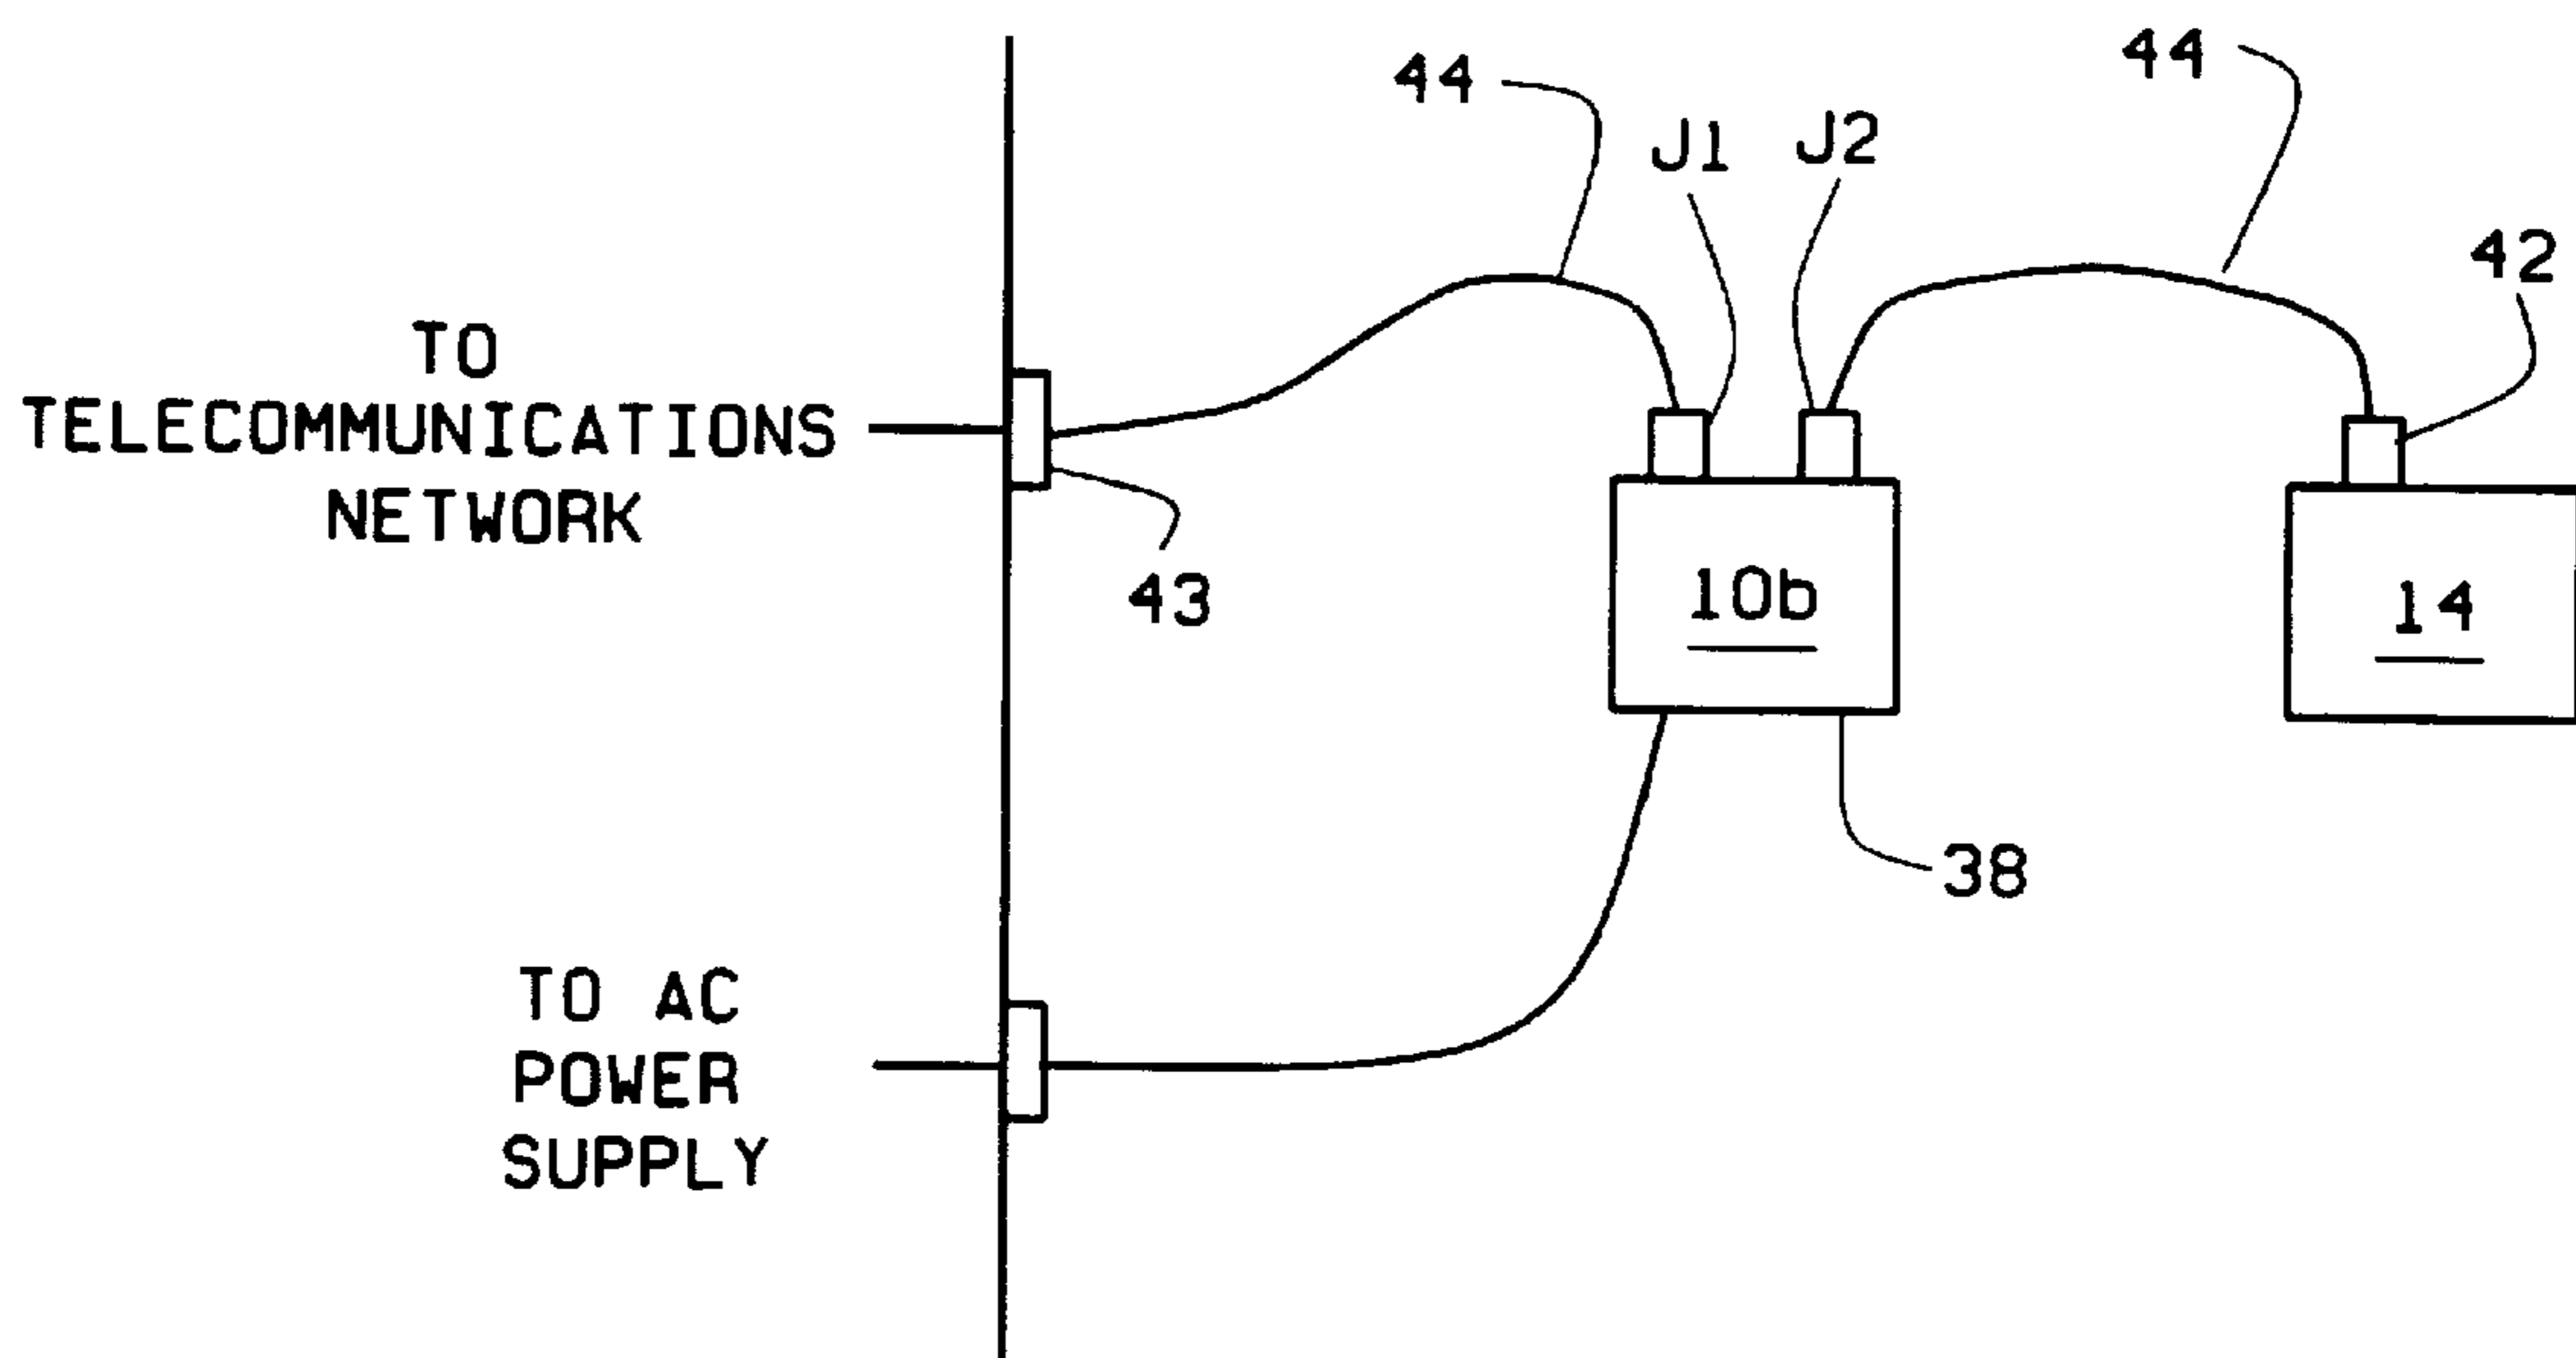 44
44
J1
J2
42
TO
TELECOMMUNICATIONS
NETWORK
43
10b
14
38
TO AC
POWER
SUPPLY